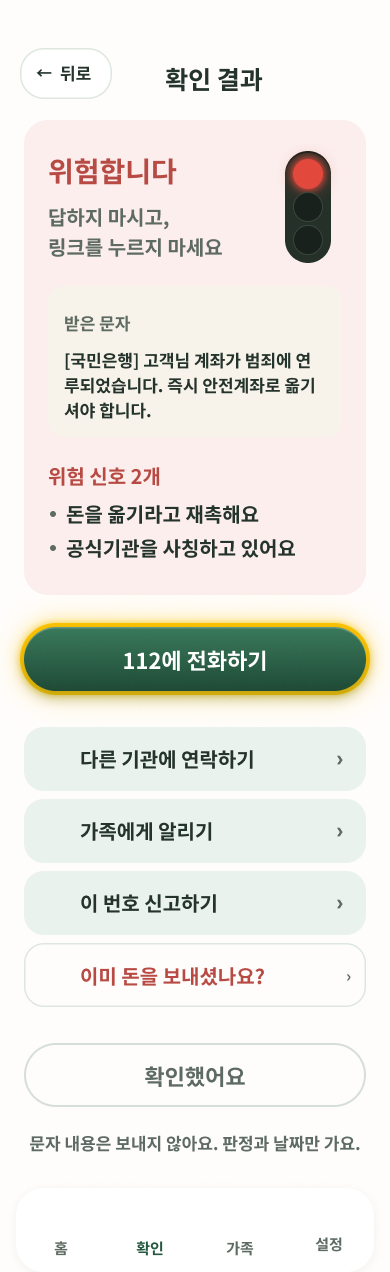 ← 뒤로
확인 결과
위험합니다
답하지 마시고,
링크를 누르지 마세요
받은 문자
[국민은행] 고객님 계좌가 범죄에 연
루되었습니다. 즉시 안전계좌로 옮기
셔야 합니다.
위험 신호 2개
• 돈을 옮기라고 재촉해요
• 공식기관을 사칭하고 있어요
112에 전화하기
다른 기관에 연락하기 ›
가족에게 알리기 ›
이 번호 신고하기 ›
이미 돈을 보내셨나요? ›
확인했어요
문자 내용은 보내지 않아요. 판정과 날짜만 가요.
홈 확인 가족 설정